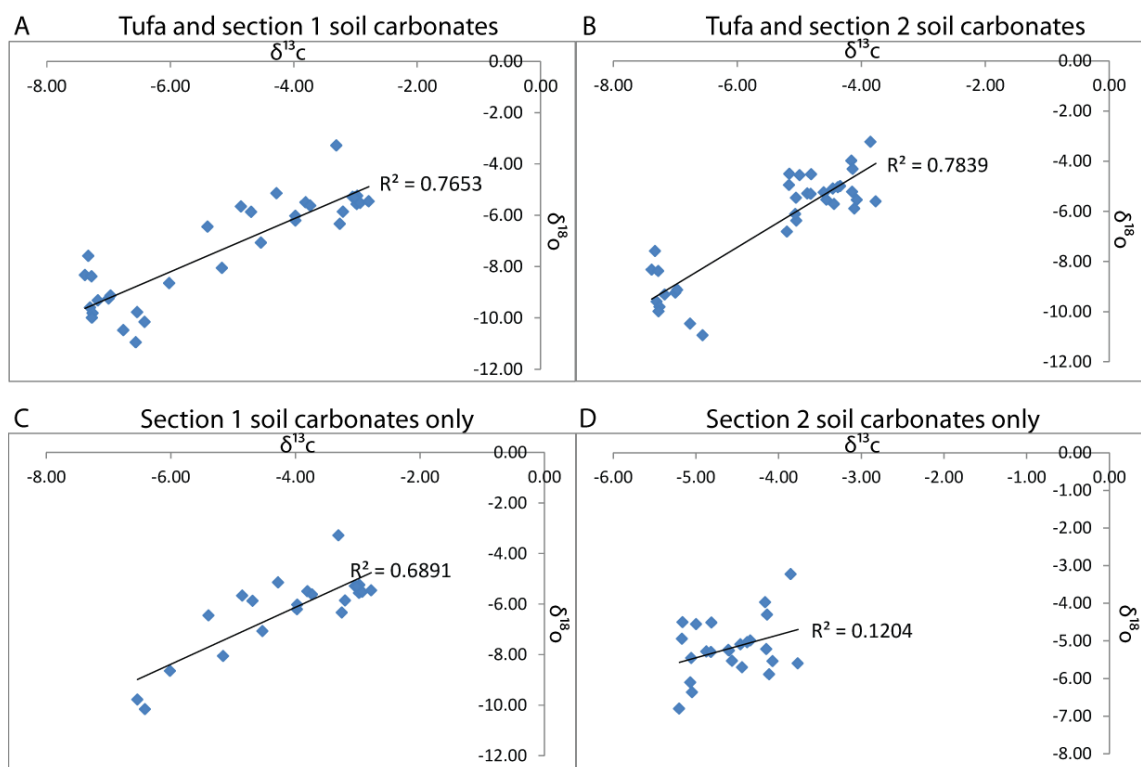 A Tufa and section 1 soil carbonates
δ¹³c
0.00
-8.00 -6.00 -4.00 -2.00 0.00
-2.00
-4.00
R² = 0.7653
-6.00
δ¹⁸o
-8.00
-10.00
-12.00
B Tufa and section 2 soil carbonates
δ¹³c
0.00
-8.00 -6.00 -4.00 -2.00 0.00
-2.00
-4.00
R² = 0.7839
-6.00
δ¹⁸o
-8.00
-10.00
-12.00
C Section 1 soil carbonates only
δ¹³c
0.00
-8.00 -6.00 -4.00 -2.00 0.00
-2.00
-4.00
R² = 0.6891
-6.00
δ¹⁸o
-8.00
-10.00
-12.00
D Section 2 soil carbonates only
δ¹³c
0.00
-6.00 -5.00 -4.00 -3.00 -2.00 -1.00 0.00
-1.00
-2.00
-3.00
-4.00
δ¹⁸o
R² = 0.1204
-5.00
-6.00
-7.00
-8.00